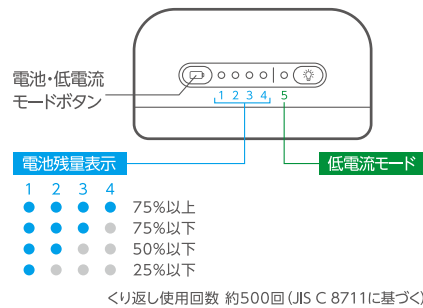 電池・低電流
モードボタン
1 2 3 4 5
電池残量表示
低電流モード
1 2 3 4
75%以上
75%以下
50%以下
25%以下
くり返し使用回数 約500回(JIS C 8711に基づく)